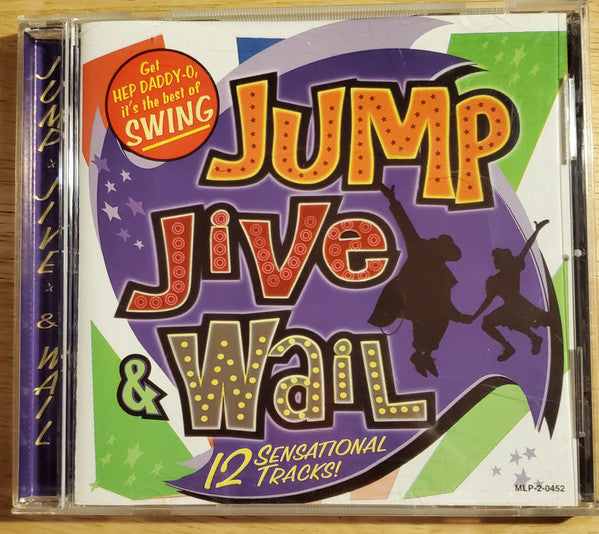 JUMP x JIVE x & WAIL
Get
HEP DADDY-O,
it's the best of
SWING
JUMP
JiVe
& WaiL
12 SENSATIONAL
TRACKS!
MLP-2-0452